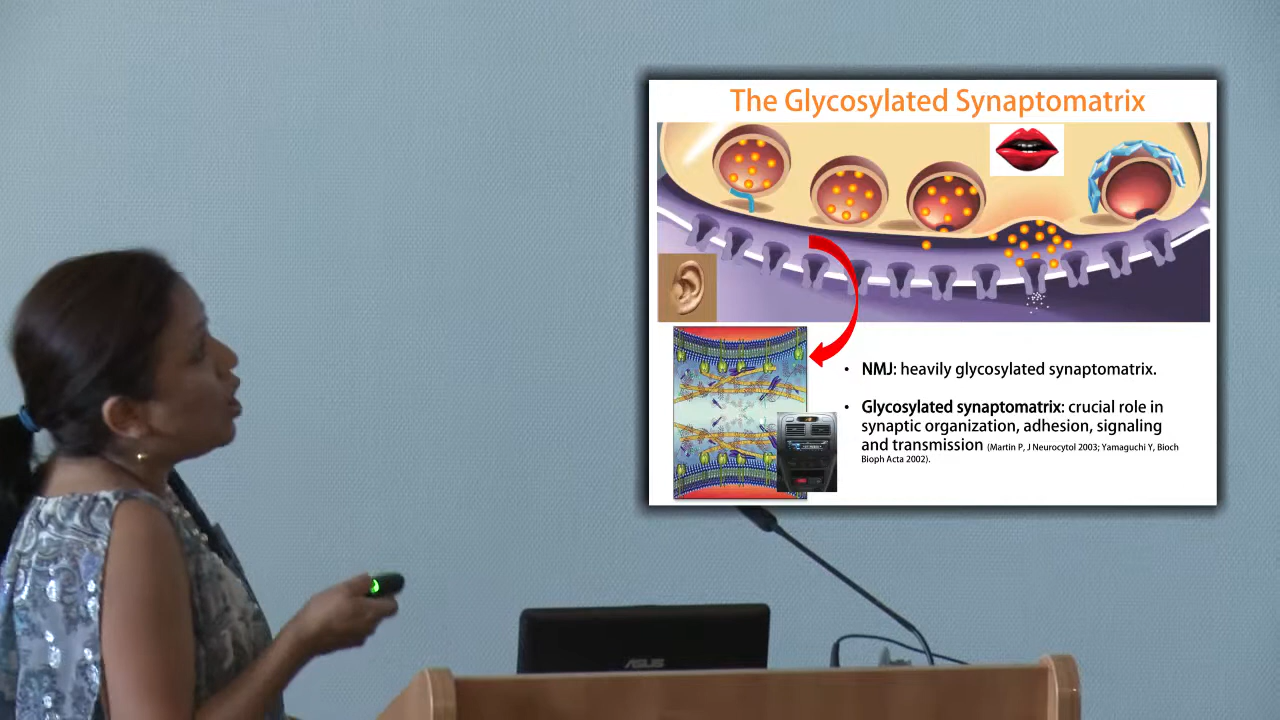 The Glycosylated Synaptomatrix
• NMJ: heavily glycosylated synaptomatrix.
• Glycosylated synaptomatrix: crucial role in
synaptic organization, adhesion, signaling
and transmission (Martin P, J Neurocytol 2003; Yamaguchi Y, Bioch
Bioph Acta 2002).
ASUS